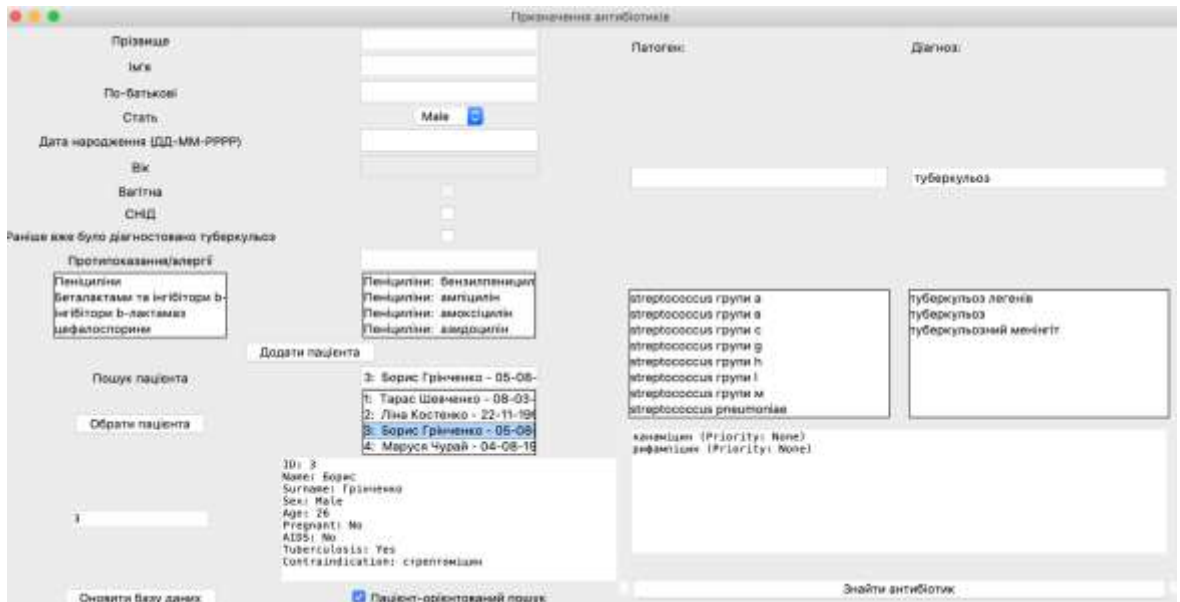 Призначення антибіотиків
Прізвище
Ім'я
По-батькові
Стать
Male
Дата народження (ДД-ММ-РРРР)
Вік
Вагітна
СНІД
Раніше вже було діагностовано туберкульоз
Протипоказання/алергії
Пеніциліни
Беталактами та інгібітори b-
інгібітори b-лактамаз
цефалоспорини
Пеніциліни: бензилпеніцил
Пеніциліни: ампіцилін
Пеніциліни: амоксіцилін
Пеніциліни: азидоцилін
Додати пацієнта
Пошук пацієнта
3: Борис Грінченко - 05-08-
1: Тарас Шевченко - 08-03-
2: Ліна Костенко - 22-11-196
3: Борис Грінченко - 05-08-
4: Маруся Чурай - 04-08-19
Обрати пацієнта
ID: 3
Name: Борис
Surname: Грінченко
Sex: Male
Age: 26
Pregnant: No
AIDS: No
Tuberculosis: Yes
Contraindication: стрептоміцин
3
Оновити базу даних
Пацієнт-орієнтований пошук
Патоген:
Діагноз:
туберкульоз
streptococcus групи a
streptococcus групи в
streptococcus групи c
streptococcus групи g
streptococcus групи h
streptococcus групи l
streptococcus групи м
streptococcus pneumoniae
туберкульоз легенів
туберкульоз
туберкульозний менінгіт
канаміцин (Priority: None)
рифампіцин (Priority: None)
Знайти антибіотик